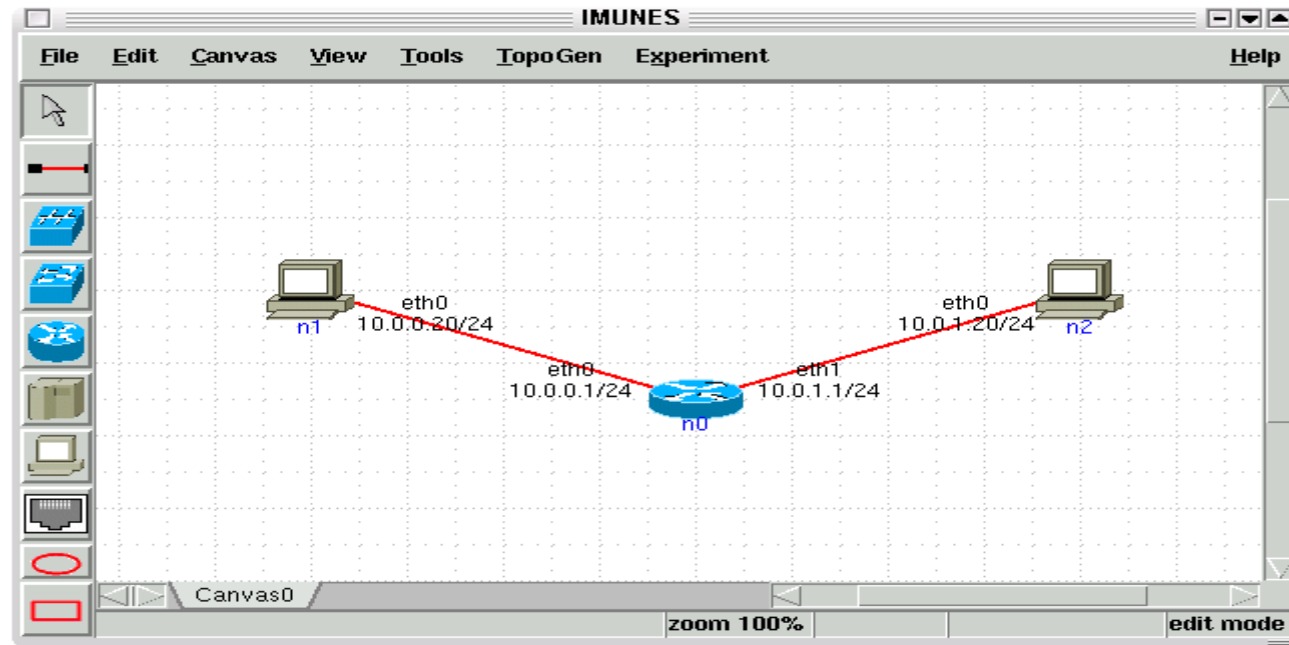 IMUNES
File Edit Canvas View Tools TopoGen Experiment Help
eth0
10.0.0.20/24
n1
eth0
10.0.1.20/24
n2
eth0
10.0.0.1/24
eth1
10.0.1.1/24
n0
Canvas0
zoom 100%
edit mode